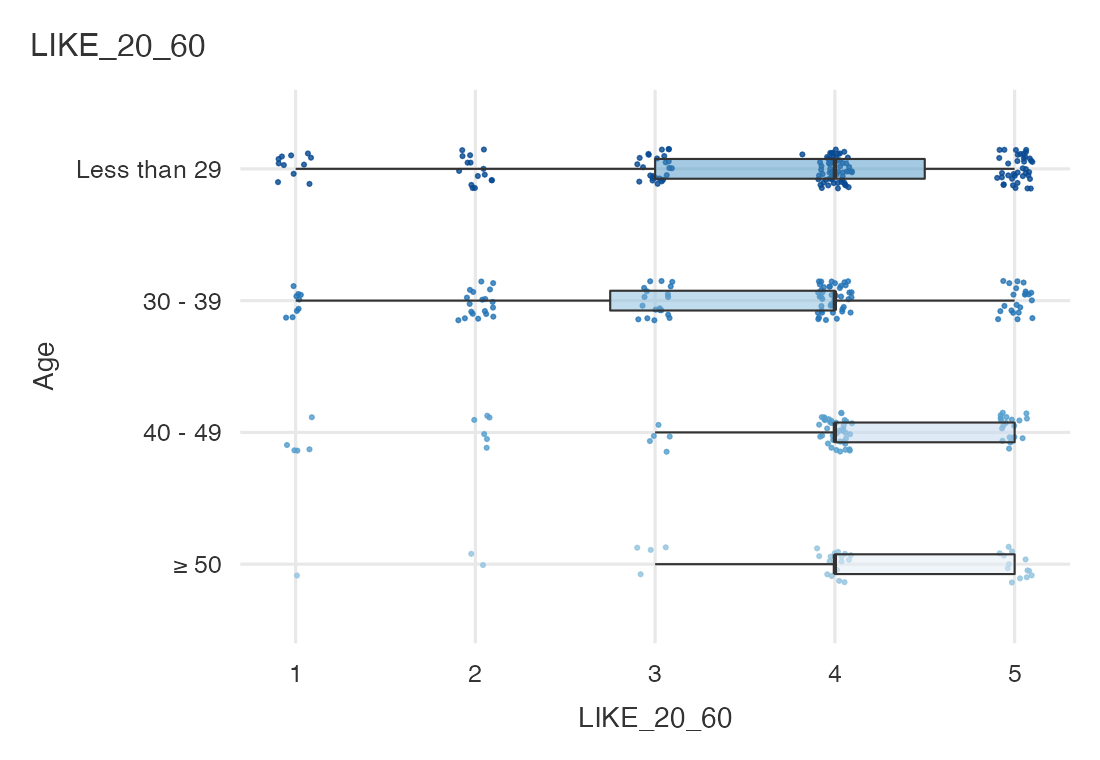 LIKE_20_60
Less than 29
30 - 39
40 - 49
≥ 50
Age
1 2 3 4 5
LIKE_20_60